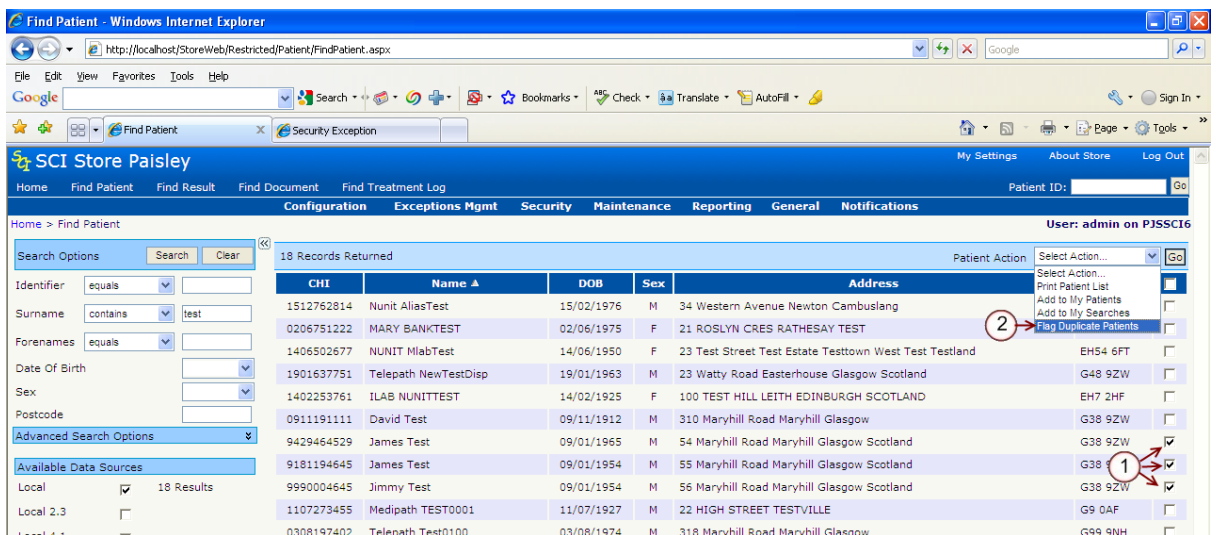 Find Patient - Windows Internet Explorer
http://localhost/StoreWeb/Restricted/Patient/FindPatient.aspx
Google
File Edit View Favorites Tools Help
Google Search Bookmarks ABC Check Translate AutoFill Sign In
Find Patient X Security Exception Page Tools
SCI Store Paisley My Settings About Store Log Out
Home Find Patient Find Result Find Document Find Treatment Log Patient ID: Go
Configuration Exceptions Mgmt Security Maintenance Reporting General Notifications
Home > Find Patient User: admin on PJSSCI6
Search Options Search Clear
18 Records Returned Patient Action Select Action... Go
Select Action...
Print Patient List
Add to My Patients
Add to My Searches
2 Flag Duplicate Patients
Identifier equals
Surname contains test
Forenames equals
Date Of Birth
Sex
Postcode
Advanced Search Options
Available Data Sources
Local 18 Results
Local 2.3
CHI Name DOB Sex Address
1512762814 Nunit AliasTest 15/02/1976 M 34 Western Avenue Newton Cambuslang
0206751222 MARY BANKTEST 02/06/1975 F 21 ROSLYN CRES RATHESAY TEST
1406502677 NUNIT MlabTest 14/06/1950 F 23 Test Street Test Estate Testtown West Test Testland EH54 6FT
1901637751 Telepath NewTestDisp 19/01/1963 M 23 Watty Road Easterhouse Glasgow Scotland G48 9ZW
1402253761 ILAB NUNITTEST 14/02/1925 F 100 TEST HILL LEITH EDINBURGH SCOTLAND EH7 2HF
0911191111 David Test 09/11/1912 M 310 Maryhill Road Maryhill Glasgow G38 9ZW
9429464529 James Test 09/01/1965 M 54 Maryhill Road Maryhill Glasgow Scotland G38 9ZW
9181194645 James Test 09/01/1954 M 55 Maryhill Road Maryhill Glasgow Scotland G38 1
9990004645 Jimmy Test 09/01/1954 M 56 Maryhill Road Maryhill Glasgow Scotland G38 9ZW
1107273455 Medipath TEST0001 11/07/1927 M 22 HIGH STREET TESTVILLE G9 0AF
0308197402 Telepath Test0100 03/08/1974 M 318 Maryhill Road Maryhill Glasgow G99 9NH